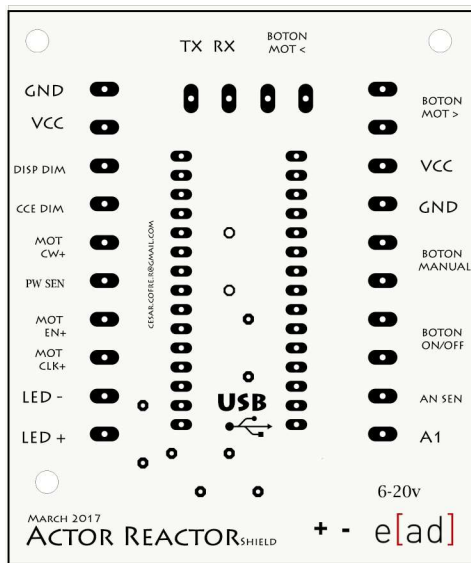 TX RX
BOTON
MOT <
GND
VCC
DISP DIM
CCE DIM
MOT
CW+
PW SEN
MOT
EN+
MOT
CLK+
LED -
LED +
CESAR.COFRE.R@GMAIL.COM
BOTON
MOT >
VCC
GND
BOTON
MANUAL
BOTON
ON/OFF
AN SEN
A1
USB
6-20v
MARCH 2017
ACTOR REACTOR SHIELD
+ -
e[ad]